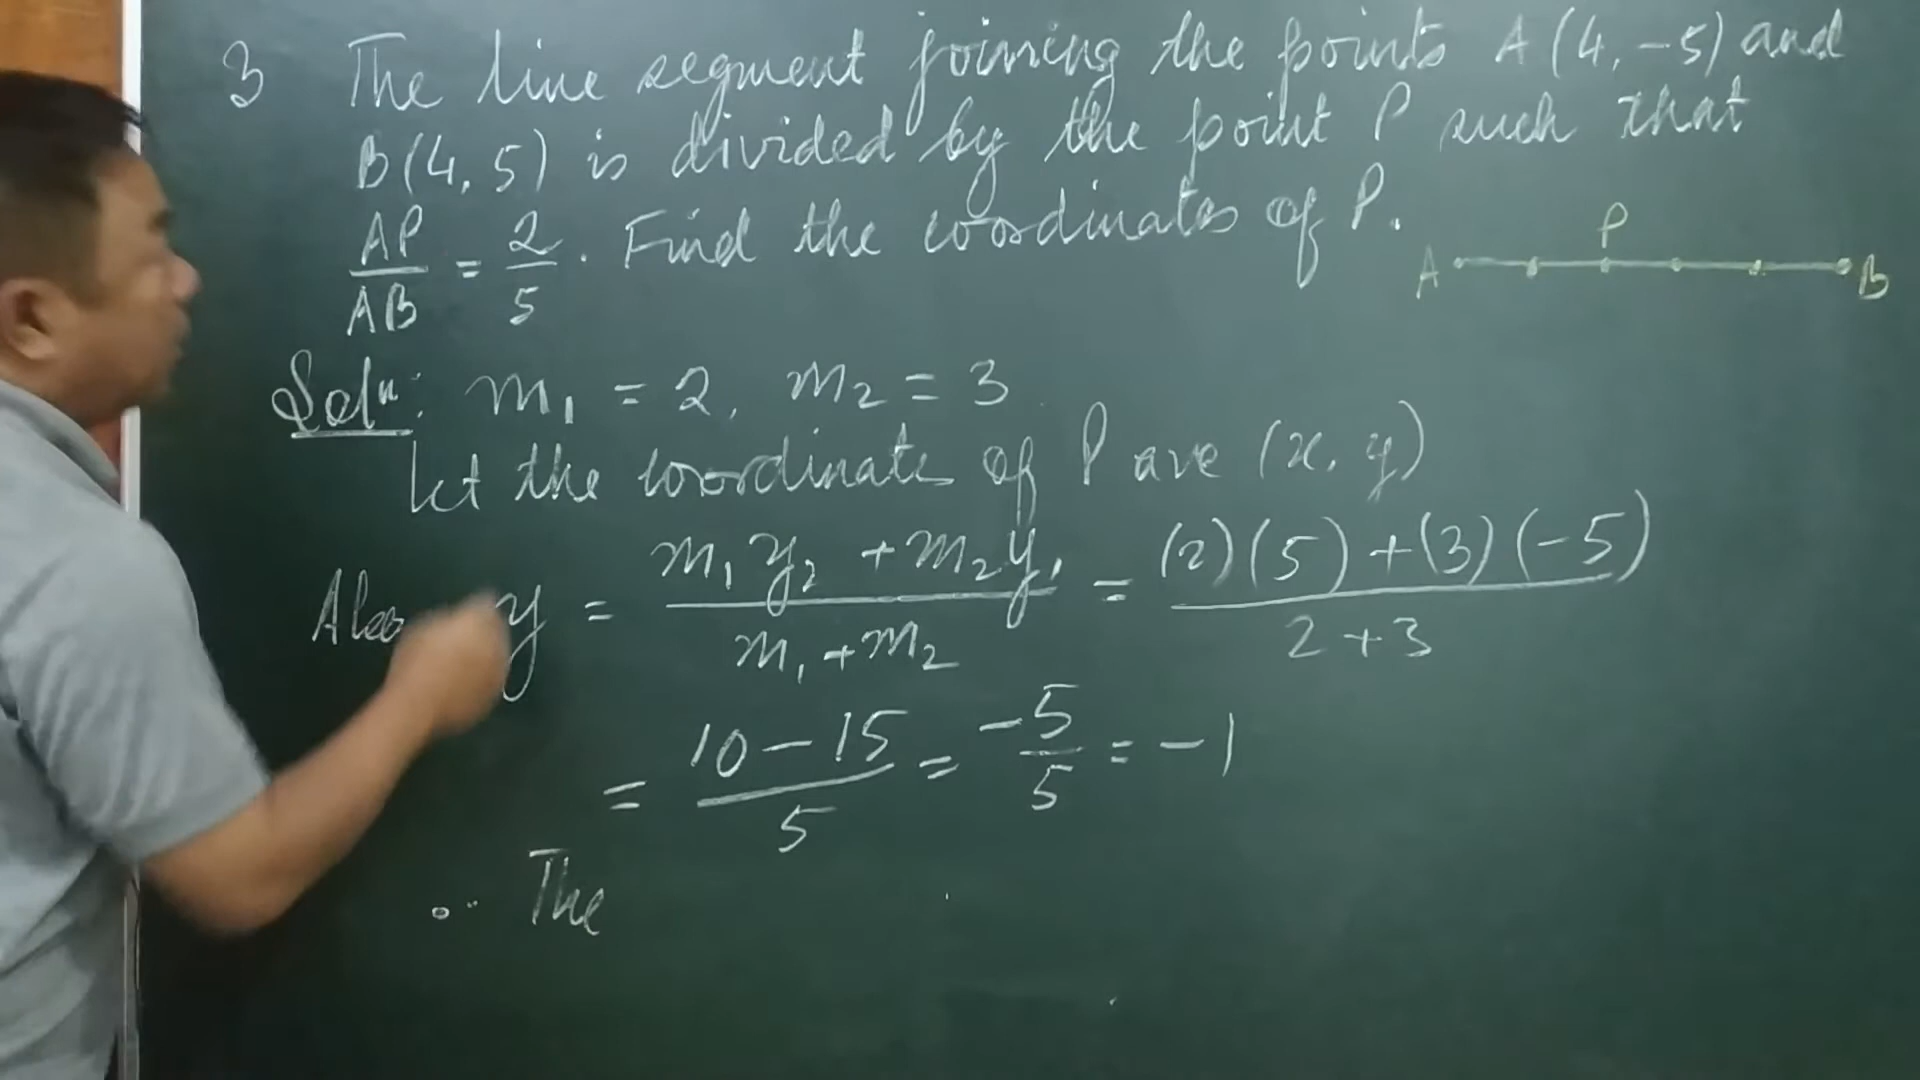 3 The line segment joining the points A(4, -5) and
B(4, 5) is divided by the point P such that
AP/AB = 2/5. Find the coordinates of P.
A P B
Solⁿ: m₁ = 2, m₂ = 3
Let the coordinate of P are (x, y)
Also y = (m₁y₂ + m₂y₁)/(m₁ + m₂) = ((2)(5) + (3)(-5))/(2 + 3)
= (10 - 15)/5 = -5/5 = -1
∴ The